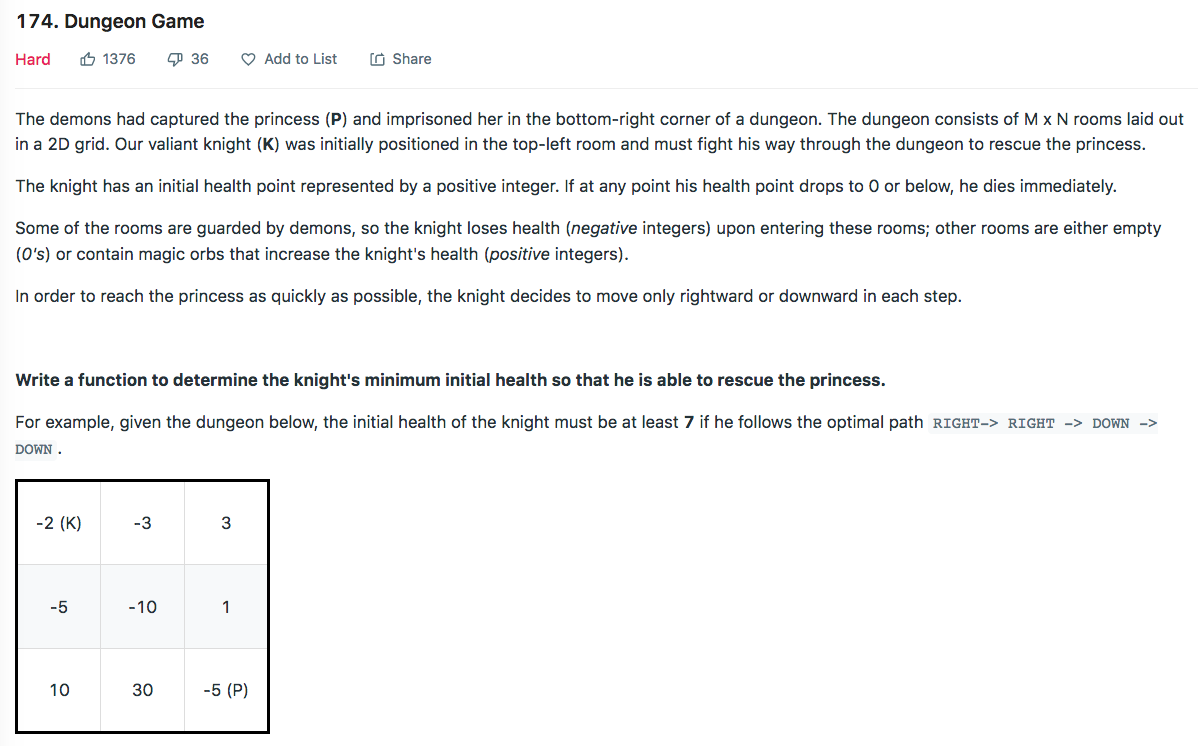 174. Dungeon Game
Hard 1376 36 Add to List Share
The demons had captured the princess (P) and imprisoned her in the bottom-right corner of a dungeon. The dungeon consists of M x N rooms laid out
in a 2D grid. Our valiant knight (K) was initially positioned in the top-left room and must fight his way through the dungeon to rescue the princess.
The knight has an initial health point represented by a positive integer. If at any point his health point drops to 0 or below, he dies immediately.
Some of the rooms are guarded by demons, so the knight loses health (negative integers) upon entering these rooms; other rooms are either empty
(0's) or contain magic orbs that increase the knight's health (positive integers).
In order to reach the princess as quickly as possible, the knight decides to move only rightward or downward in each step.
Write a function to determine the knight's minimum initial health so that he is able to rescue the princess.
For example, given the dungeon below, the initial health of the knight must be at least 7 if he follows the optimal path RIGHT-> RIGHT -> DOWN ->
DOWN .
-2 (K) -3 3
-5 -10 1
10 30 -5 (P)